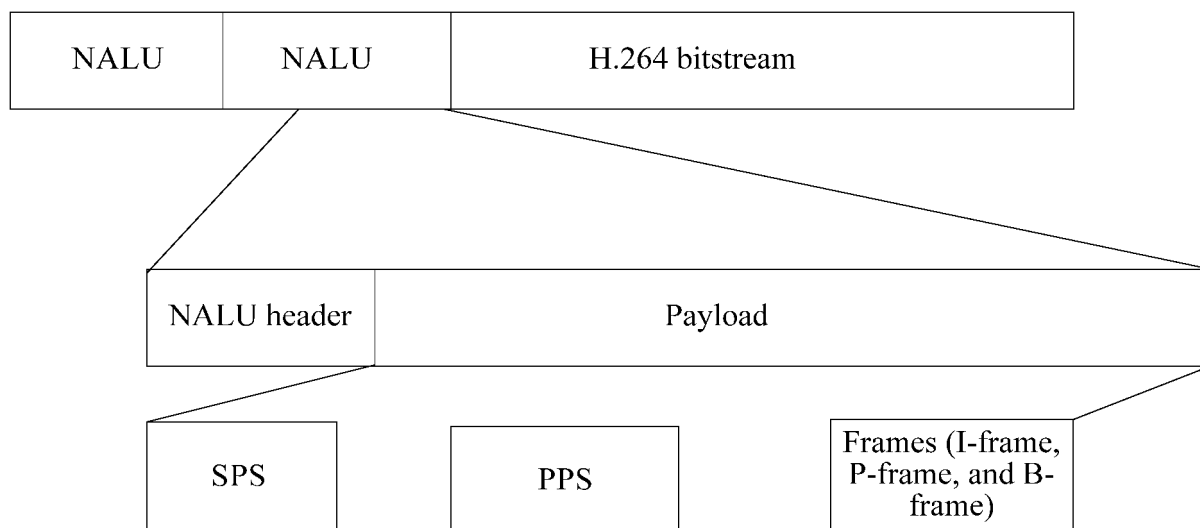 NALU
NALU
H.264 bitstream
NALU header
Payload
SPS
PPS
Frames (I-frame,
P-frame, and B-
frame)